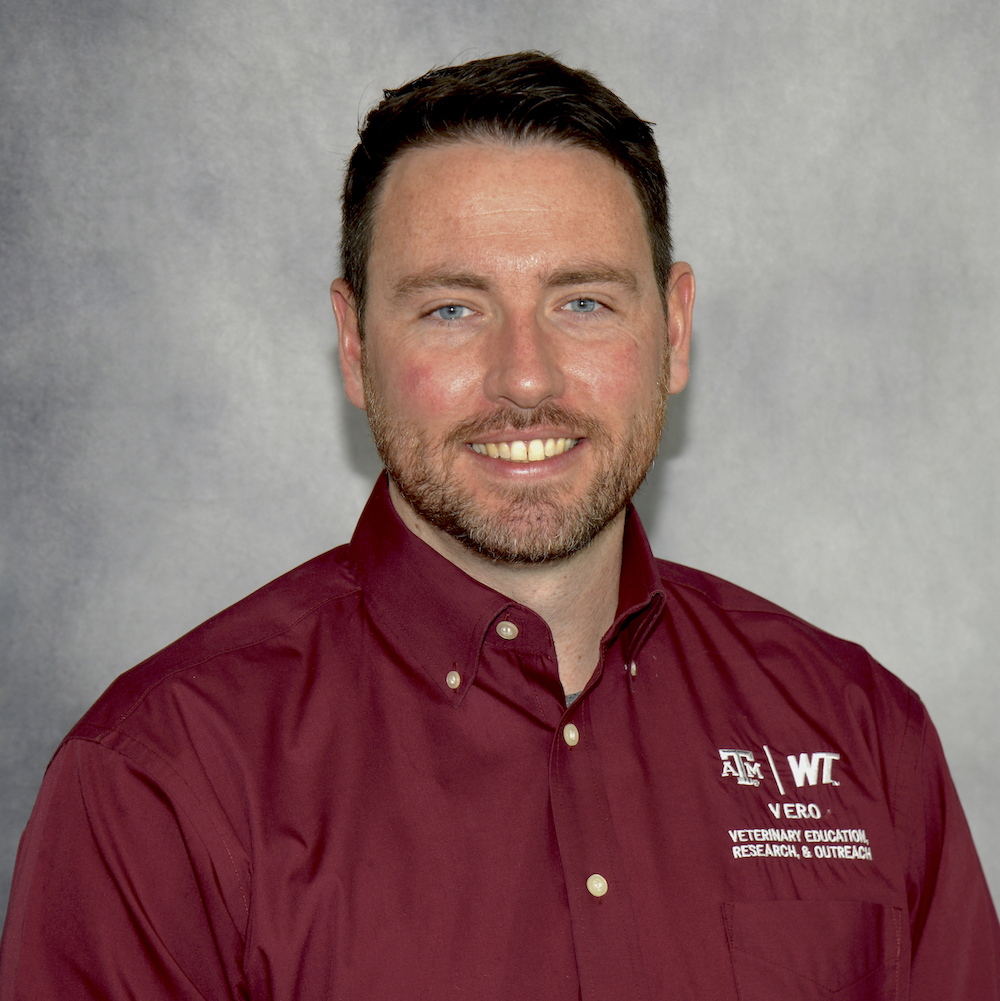 ATM | WT
VERO
VETERINARY EDUCATION,
RESEARCH, & OUTREACH